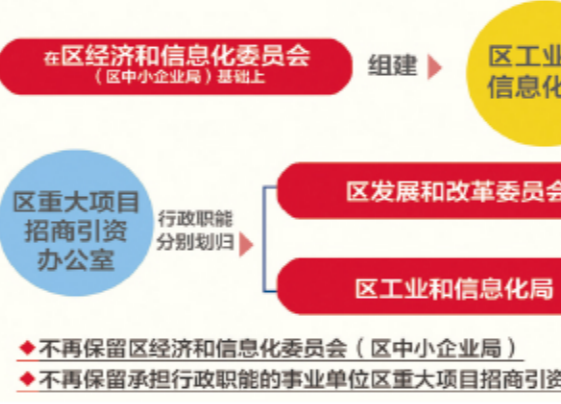 在区经济和信息化委员会
（区中小企业局）基础上
组建
区工业
信息化
区重大项目
招商引资
办公室
行政职能
分别划归
区发展和改革委员会
区工业和信息化局
◆不再保留区经济和信息化委员会（区中小企业局）
◆不再保留承担行政职能的事业单位区重大项目招商引资